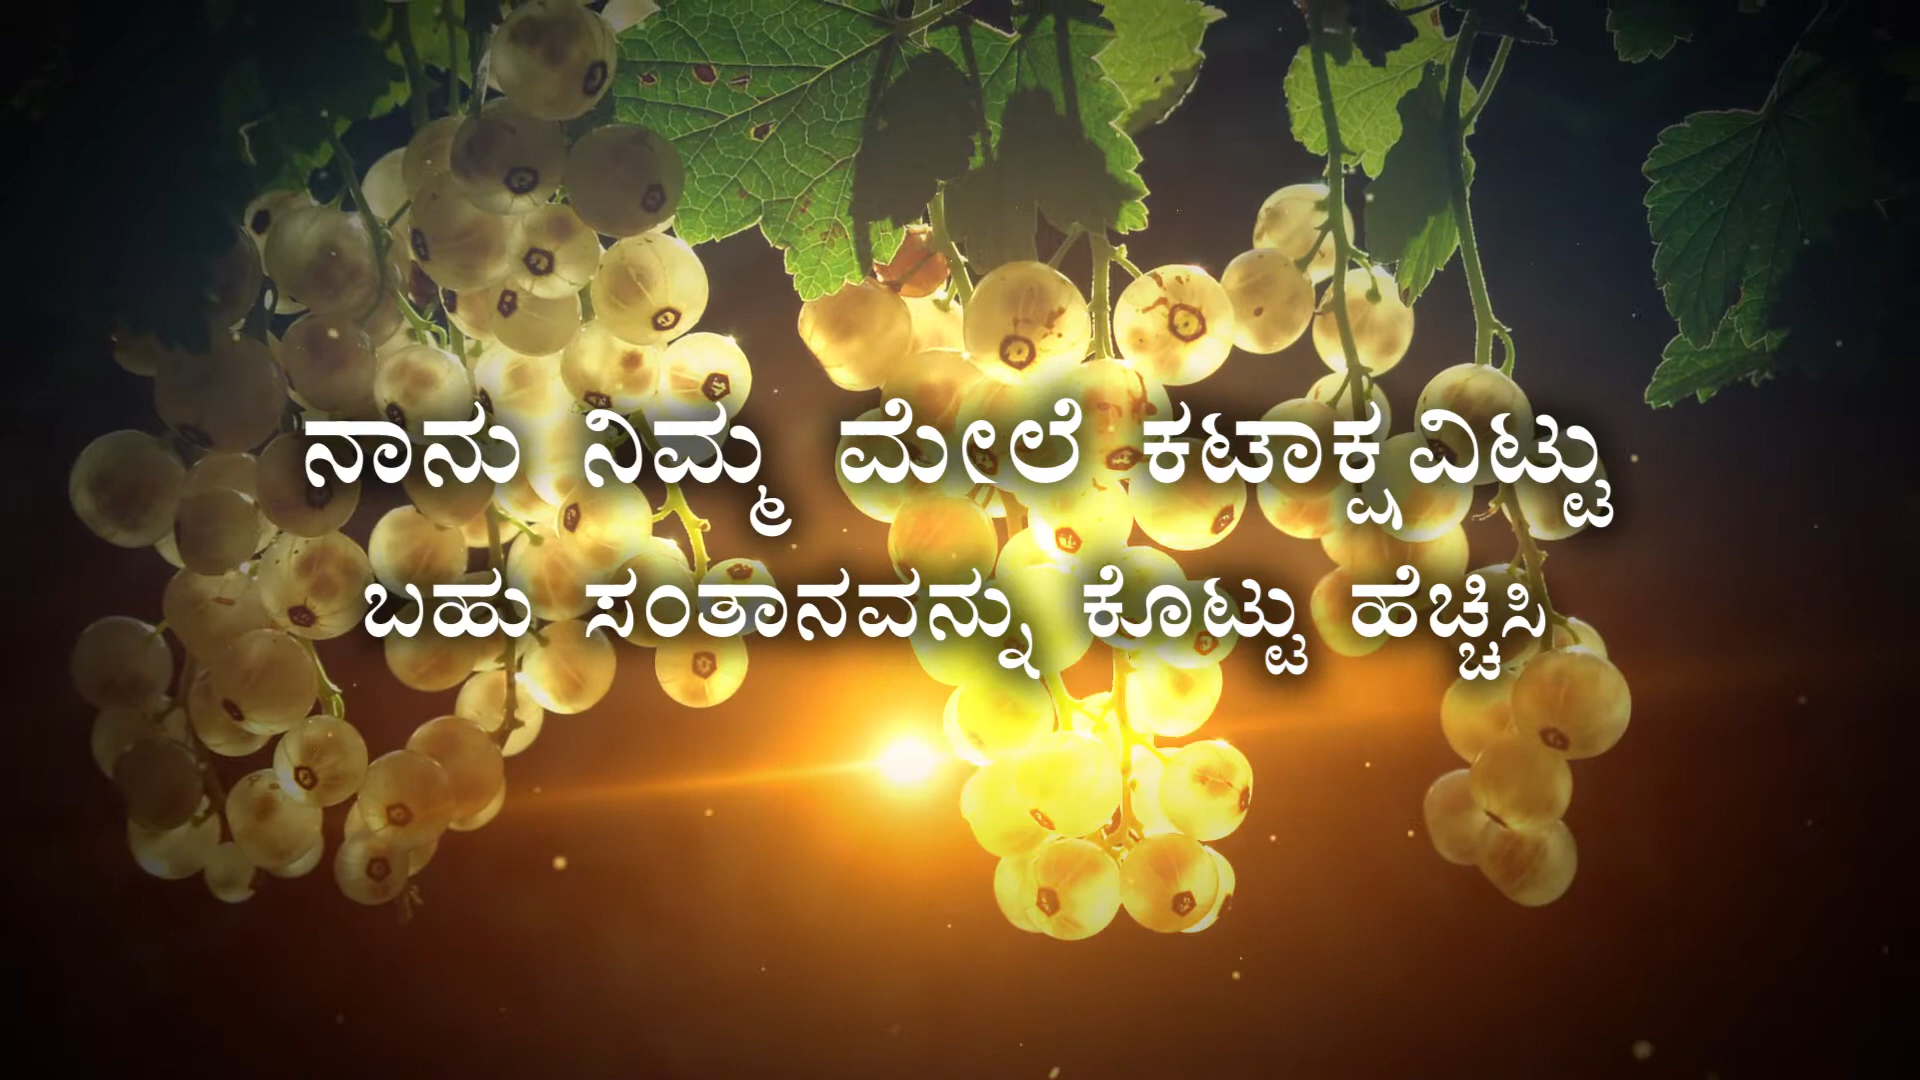 ನಾನು ನಿಮ್ಮ ಮೇಲೆ ಕಟಾಕ್ಷವಿಟ್ಟು
ಬಹು ಸಂತಾನವನ್ನು ಕೊಟ್ಟು ಹೆಚ್ಚಿಸಿ